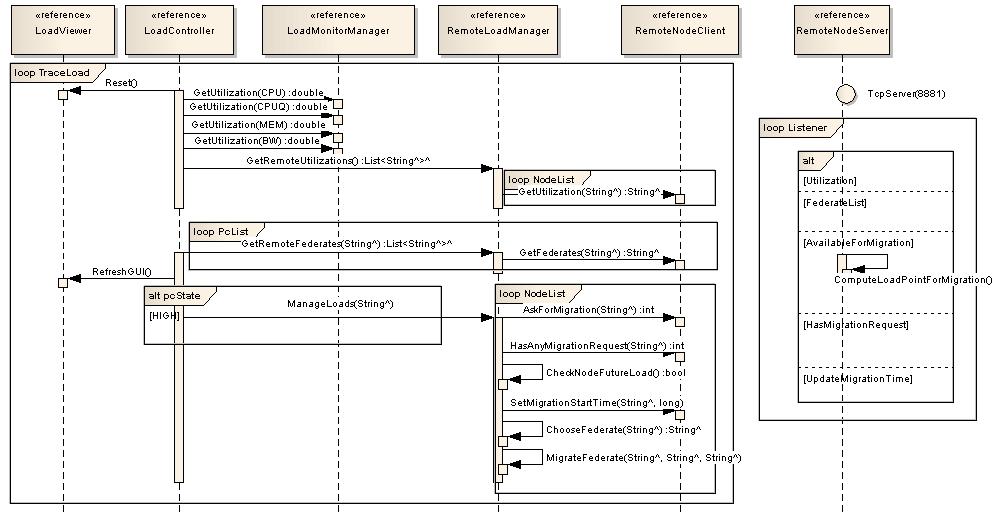 «reference»
LoadViewer
«reference»
LoadController
«reference»
LoadMonitorManager
«reference»
RemoteLoadManager
«reference»
RemoteNodeClient
«reference»
RemoteNodeServer
loop TraceLoad
Reset()
GetUtilization(CPU) :double
GetUtilization(CPUQ) :double
GetUtilization(MEM) :double
GetUtilization(BW) :double
GetRemoteUtilizations() :List<String^>^
loop NodeList
GetUtilization(String^) :String^
loop PcList
GetRemoteFederates(String^) :List<String^>^
GetFederates(String^) :String^
RefreshGUI()
alt pcState
[HIGH]
ManageLoads(String^)
loop NodeList
AskForMigration(String^) :int
HasAnyMigrationRequest(String^) :int
CheckNodeFutureLoad() :bool
SetMigrationStartTime(String^, long)
ChooseFederate(String^) :String^
MigrateFederate(String^, String^, String^)
TcpServer(8881)
loop Listener
alt
[Utilization]
[FederateList]
[AvailableForMigration]
ComputeLoadPointForMigration()
[HasMigrationRequest]
[UpdateMigrationTime]